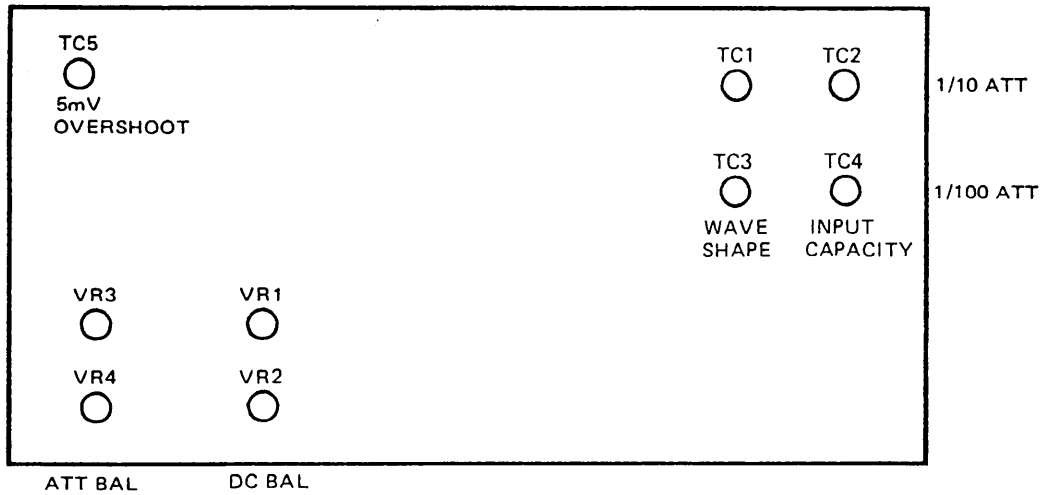 TC5
5mV
OVERSHOOT
TC1 TC2
1/10 ATT
TC3 TC4
1/100 ATT
WAVE SHAPE
INPUT CAPACITY
VR3 VR1
VR4 VR2
ATT BAL DC BAL